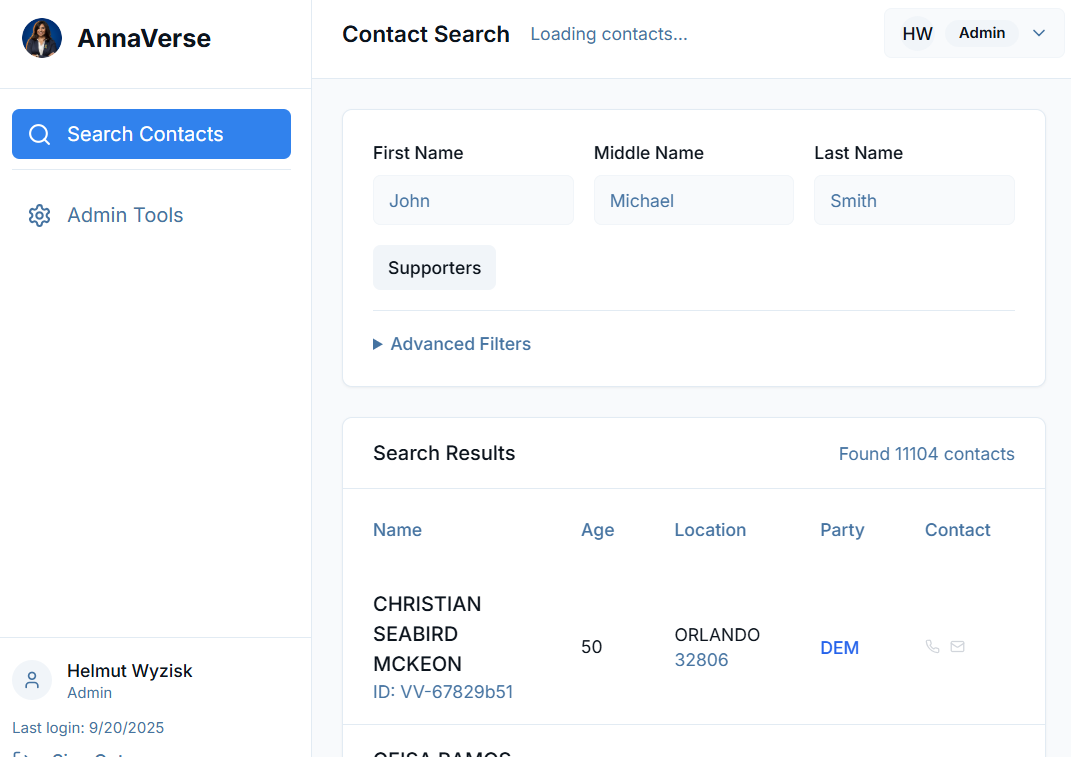 AnnaVerse
Contact Search
Loading contacts...
HW
Admin
Search Contacts
Admin Tools
First Name
Middle Name
Last Name
John
Michael
Smith
Supporters
Advanced Filters
Search Results
Found 11104 contacts
Name
Age
Location
Party
Contact
CHRISTIAN
SEABIRD
MCKEON
ID: VV-67829b51
50
ORLANDO
32806
DEM
Helmut Wyzisk
Admin
Last login: 9/20/2025